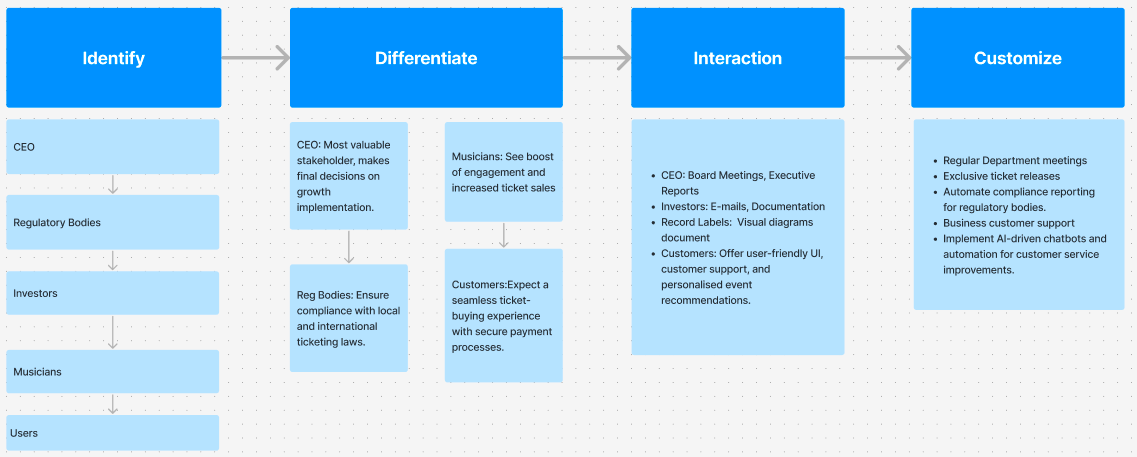 Identify
Differentiate
Interaction
Customize
CEO
Regulatory Bodies
Investors
Musicians
Users
CEO: Most valuable
stakeholder, makes
final decisions on
growth
implementation.
Reg Bodies: Ensure
compliance with local
and international
ticketing laws.
Musicians: See boost
of engagement and
increased ticket sales
Customers:Expect a
seamless ticket-
buying experience
with secure payment
processes.
• CEO: Board Meetings, Executive
Reports
• Investors: E-mails, Documentation
• Record Labels:  Visual diagrams
document
• Customers: Offer user-friendly UI,
customer support, and
personalised event
recommendations.
• Regular Department meetings
• Exclusive ticket releases
• Automate compliance reporting
for regulatory bodies.
• Business customer support
• Implement AI-driven chatbots and
automation for customer service
improvements.